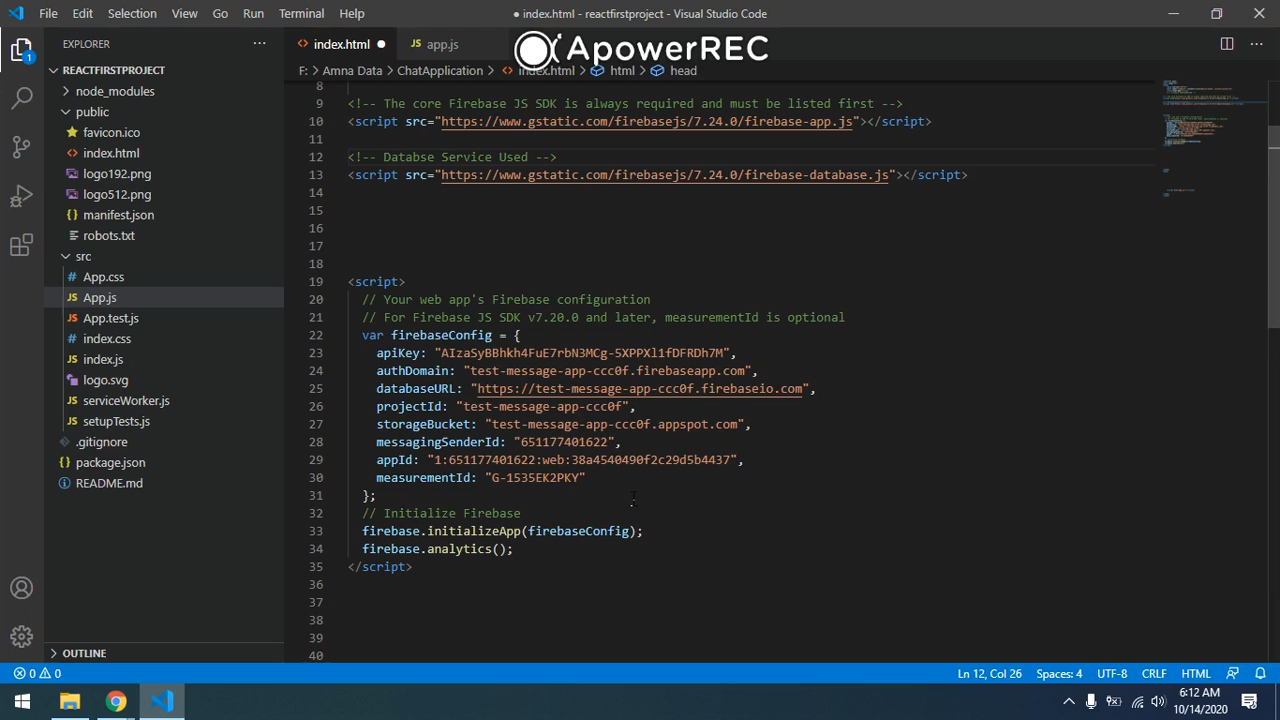 File Edit Selection View Go Run Terminal Help
● index.html - reactfirstproject - Visual Studio Code
EXPLORER
index.html
app.js
ApowerREC
F: > Amna Data > ChatApplication > index.html > html > head
1
REACTFIRSTPROJECT
node_modules
public
favicon.ico
index.html
logo192.png
logo512.png
manifest.json
robots.txt
src
App.css
App.js
App.test.js
index.css
index.js
logo.svg
serviceWorker.js
setupTests.js
.gitignore
package.json
README.md
OUTLINE
8
9 <!-- The core Firebase JS SDK is always required and must be listed first -->
10 <script src="https://www.gstatic.com/firebasejs/7.24.0/firebase-app.js"></script>
11
12 <!-- Databse Service Used -->
13 <script src="https://www.gstatic.com/firebasejs/7.24.0/firebase-database.js"></script>
14
15
16
17
18
19 <script>
20 // Your web app's Firebase configuration
21 // For Firebase JS SDK v7.20.0 and later, measurementId is optional
22 var firebaseConfig = {
23 apiKey: "AIzaSyBBhkh4FuE7rbN3MCg-5XPPXl1fDFRDh7M",
24 authDomain: "test-message-app-ccc0f.firebaseapp.com",
25 databaseURL: "https://test-message-app-ccc0f.firebaseio.com",
26 projectId: "test-message-app-ccc0f",
27 storageBucket: "test-message-app-ccc0f.appspot.com",
28 messagingSenderId: "651177401622",
29 appId: "1:651177401622:web:38a4540490f2c29d5b4437",
30 measurementId: "G-1535EK2PKY"
31 };
32 // Initialize Firebase
33 firebase.initializeApp(firebaseConfig);
34 firebase.analytics();
35 </script>
36
37
38
39
40
0 0
Ln 12, Col 26 Spaces: 4 UTF-8 CRLF HTML
6:12 AM
10/14/2020